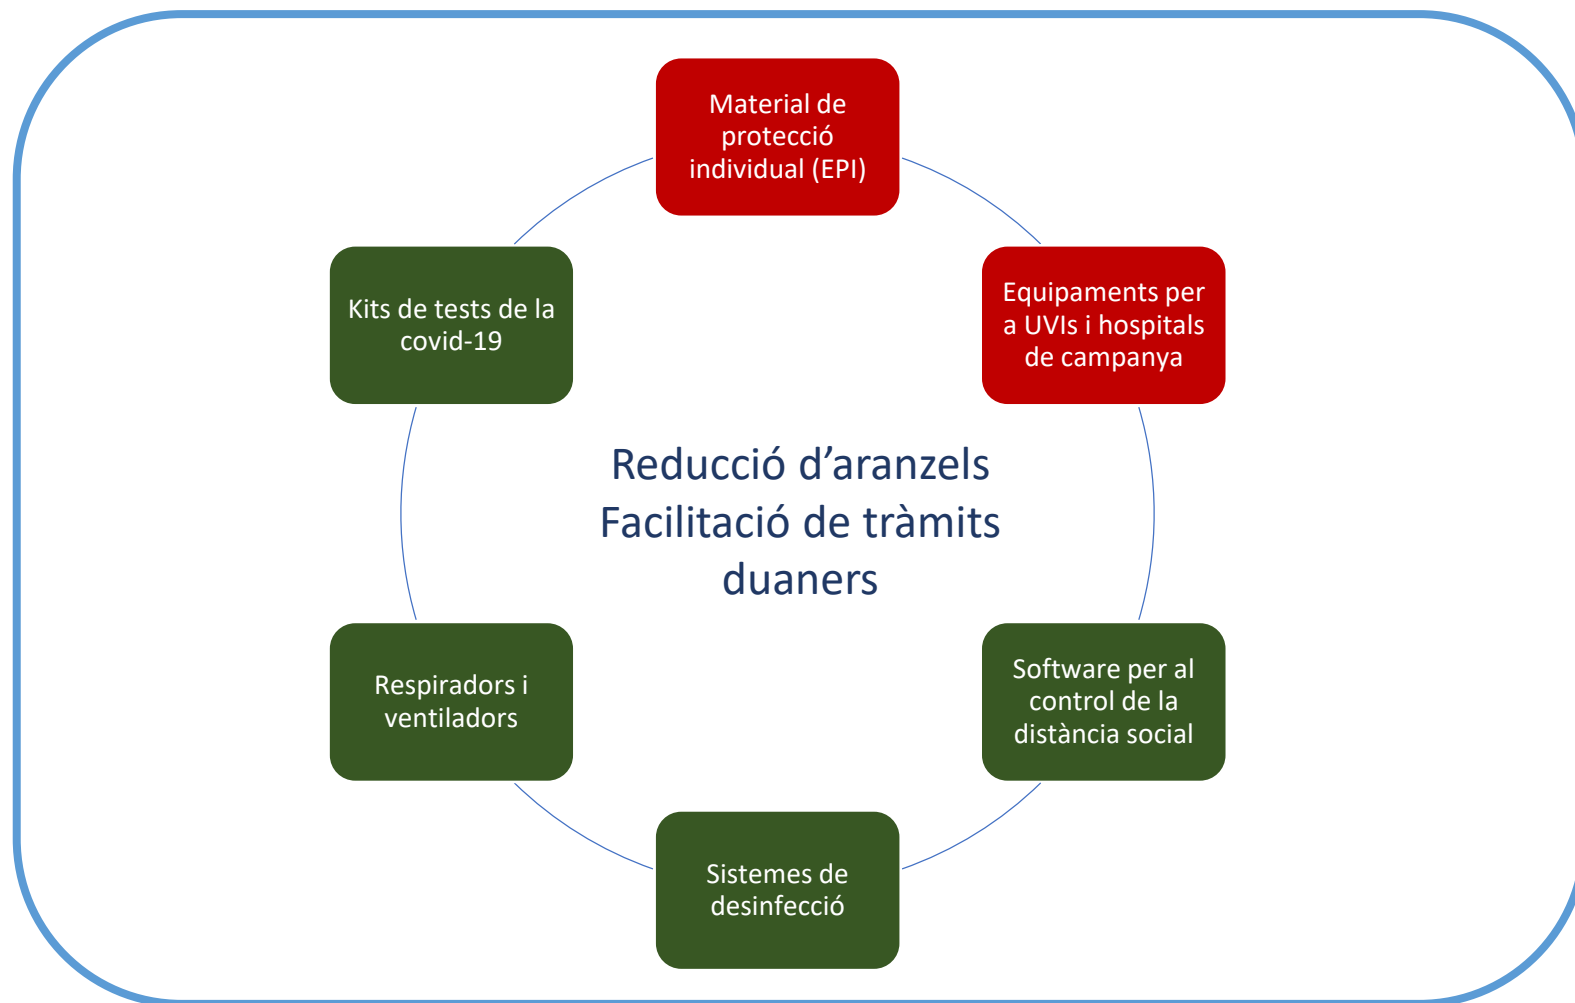 Material de
protecció
individual (EPI)
Kits de tests de la
covid-19
Equipaments per
a UVIs i hospitals
de campanya
Reducció d’aranzels
Facilitació de tràmits
duaners
Respiradors i
ventiladors
Software per al
control de la
distància social
Sistemes de
desinfecció